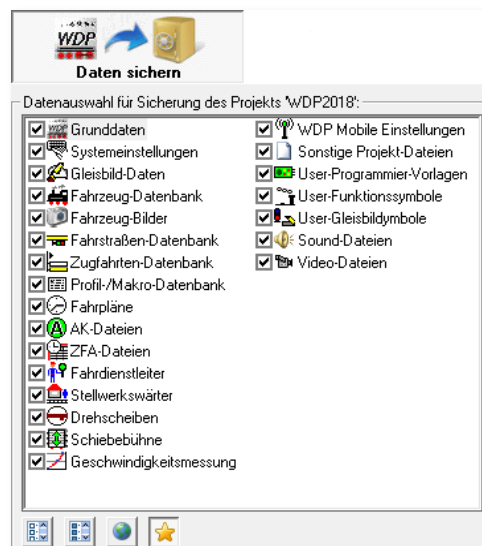 WDP
Daten sichern
Datenauswahl für Sicherung des Projekts 'WDP2018':
Grunddaten
Systemeinstellungen
Gleisbild-Daten
Fahrzeug-Datenbank
Fahrzeug-Bilder
Fahrstraßen-Datenbank
Zugfahrten-Datenbank
Profil-/Makro-Datenbank
Fahrpläne
AK-Dateien
ZFA-Dateien
Fahrdienstleiter
Stellwerkswärter
Drehscheiben
Schiebebühne
Geschwindigkeitsmessung
WDP Mobile Einstellungen
Sonstige Projekt-Dateien
User-Programmier-Vorlagen
User-Funktionssymbole
User-Gleisbildymbole
Sound-Dateien
Video-Dateien